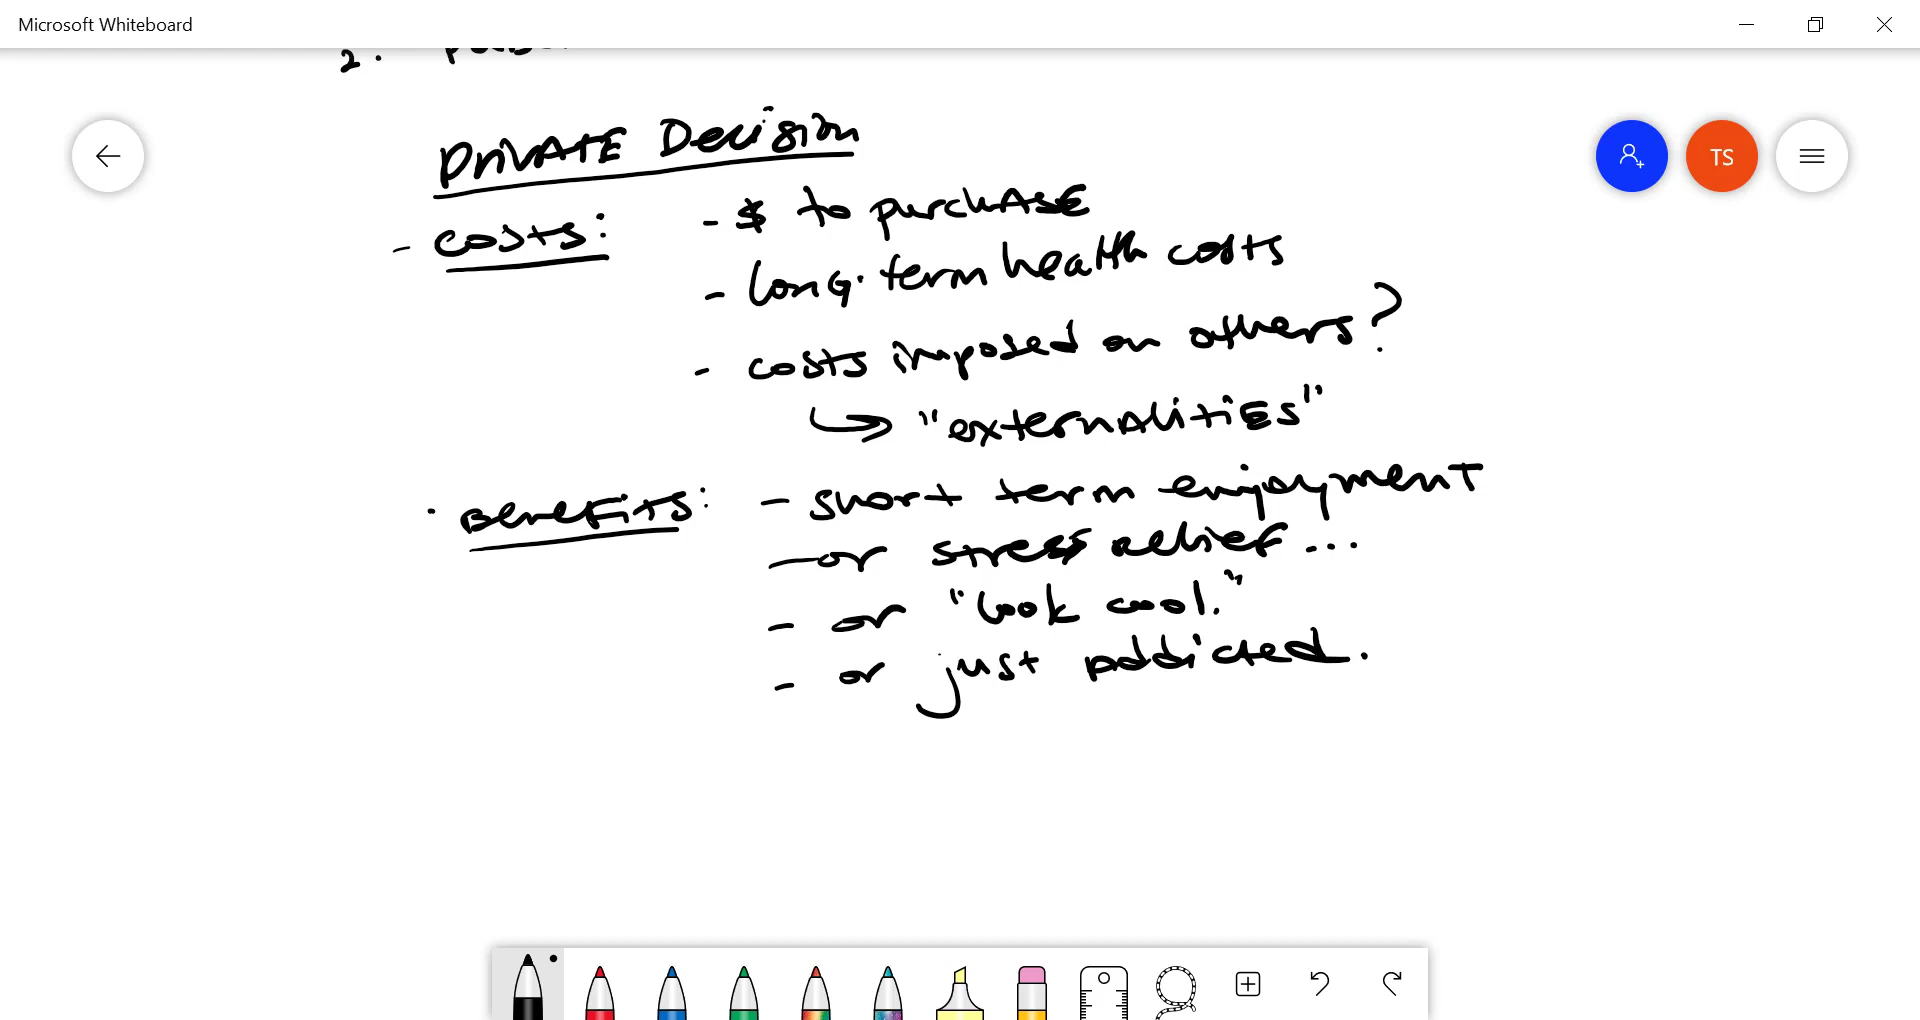 Microsoft Whiteboard
2.
Private Decision
TS
- Costs: - $ to purchase
- long-term health costs
- costs imposed on others?
"externalities"
Benefits: - short term enjoyment
- or stress relief...
- or "look cool."
- or just addicted.